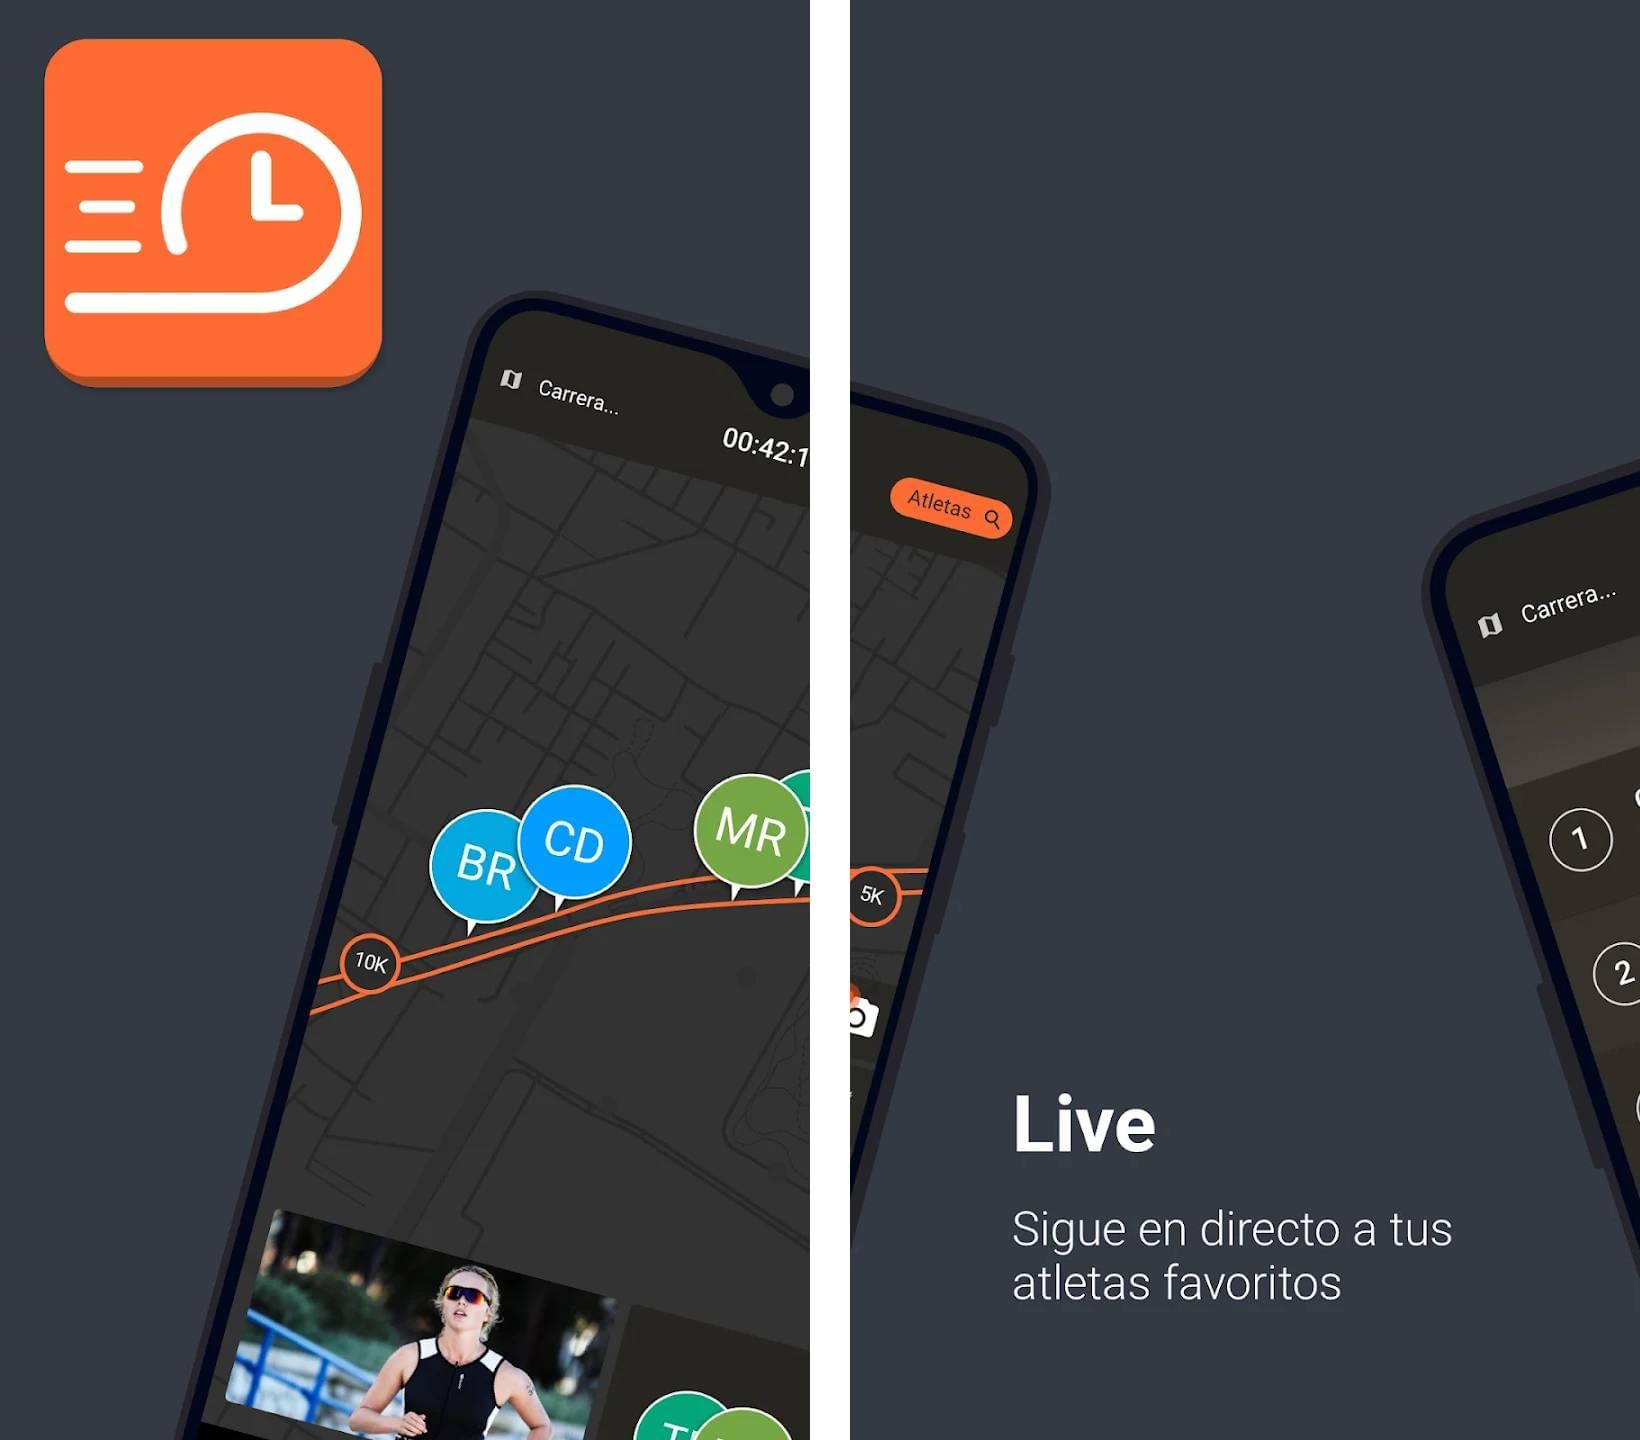 Carrera...
00:42:1
BR
CD
MR
10K
Atletas
5K
Live
Sigue en directo a tus
atletas favoritos
Carrera...
1
2